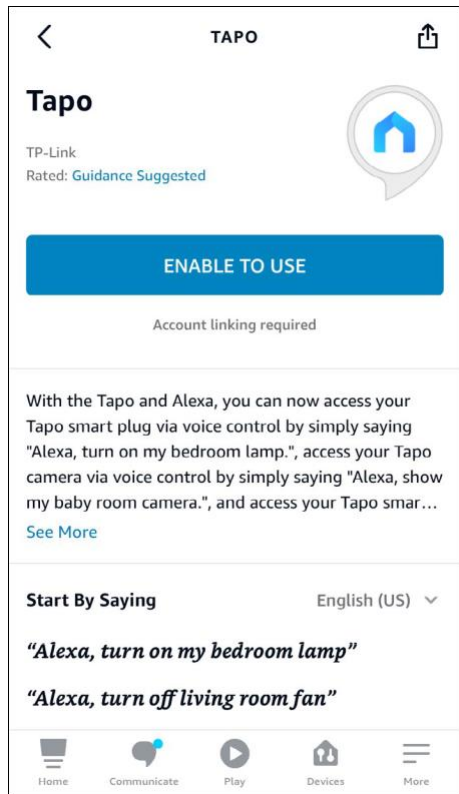 TAPO
Tapo
TP-Link
Rated: Guidance Suggested
ENABLE TO USE
Account linking required
With the Tapo and Alexa, you can now access your
Tapo smart plug via voice control by simply saying
"Alexa, turn on my bedroom lamp.", access your Tapo
camera via voice control by simply saying "Alexa, show
my baby room camera.", and access your Tapo smar...
See More
Start By Saying English (US)
“Alexa, turn on my bedroom lamp”
“Alexa, turn off living room fan”
Home Communicate Play Devices More